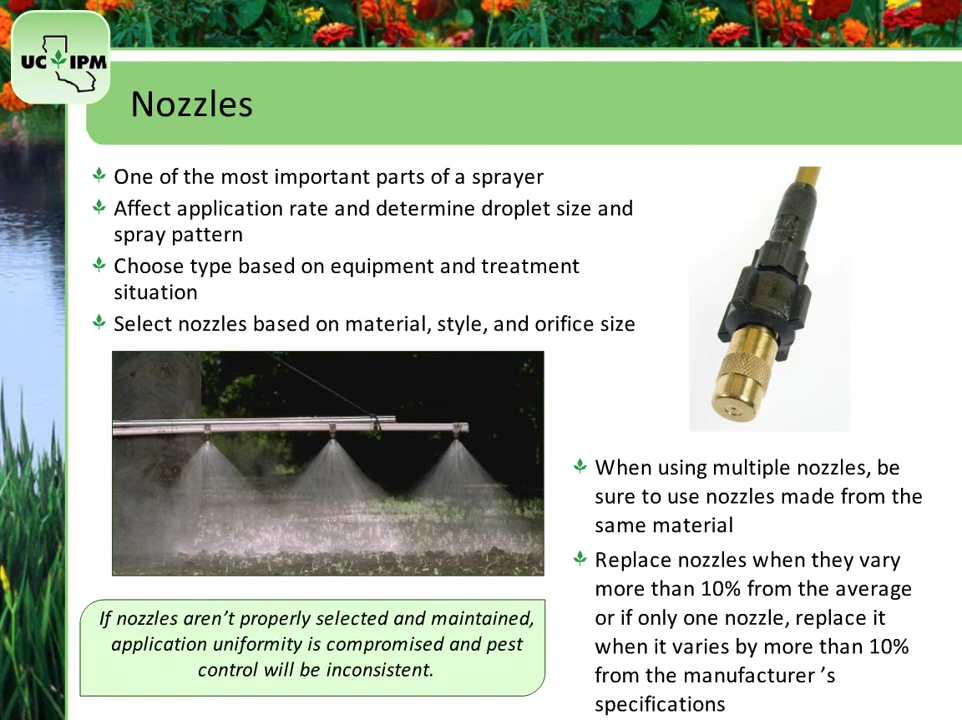 UC IPM
Nozzles
One of the most important parts of a sprayer
Affect application rate and determine droplet size and
spray pattern
Choose type based on equipment and treatment
situation
Select nozzles based on material, style, and orifice size
If nozzles aren’t properly selected and maintained,
application uniformity is compromised and pest
control will be inconsistent.
When using multiple nozzles, be
sure to use nozzles made from the
same material
Replace nozzles when they vary
more than 10% from the average
or if only one nozzle, replace it
when it varies by more than 10%
from the manufacturer ’s
specifications